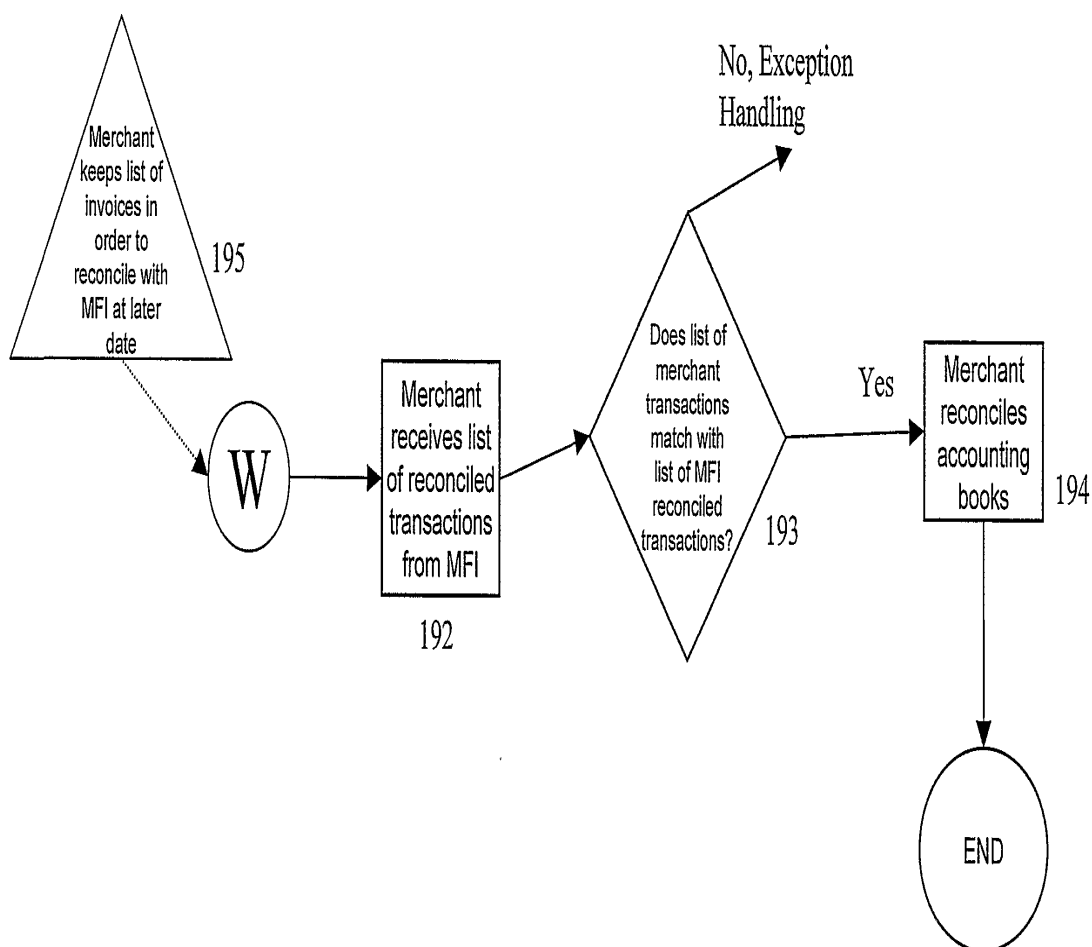 No, Exception
Handling
Merchant
keeps list of
invoices in
order to
reconcile with
MFI at later
date
195
W
Merchant
receives list
of reconciled
transactions
from MFI
192
Does list of
merchant
transactions
match with
list of MFI
reconciled
transactions?
193
Yes
Merchant
reconciles
accounting
books
194
END